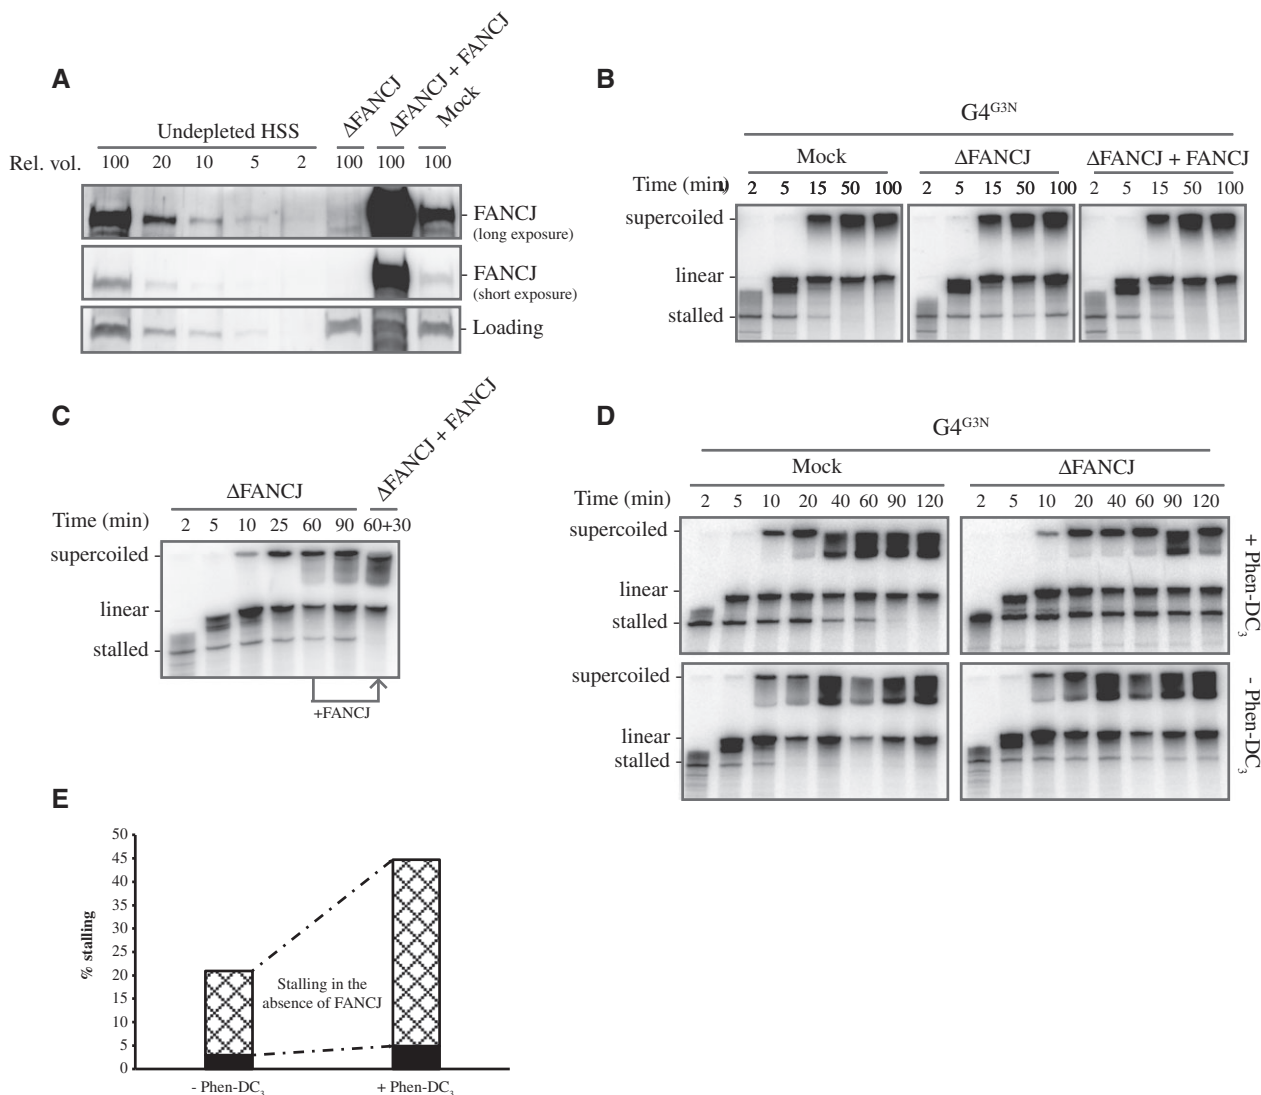 A
Undepleted HSS
ΔFANCJ
ΔFANCJ + FANCJ
Mock
Rel. vol. 100 20 10 5 2 100 100 100
FANCJ
(long exposure)
FANCJ
(short exposure)
Loading
B
G4G3N
Mock ΔFANCJ ΔFANCJ + FANCJ
Time (min) 2 5 15 50 100 2 5 15 50 100 2 5 15 50 100
supercoiled
linear
stalled
C
ΔFANCJ
ΔFANCJ + FANCJ
Time (min) 2 5 10 25 60 90 60+30
supercoiled
linear
stalled
+FANCJ
D
G4G3N
Mock ΔFANCJ
Time (min) 2 5 10 20 40 60 90 120 2 5 10 20 40 60 90 120
supercoiled
linear
stalled
+ Phen-DC3
supercoiled
linear
stalled
- Phen-DC3
E
% stalling
50
45
40
35
30
25
20
15
10
5
0
Stalling in the
absence of FANCJ
- Phen-DC3 + Phen-DC3